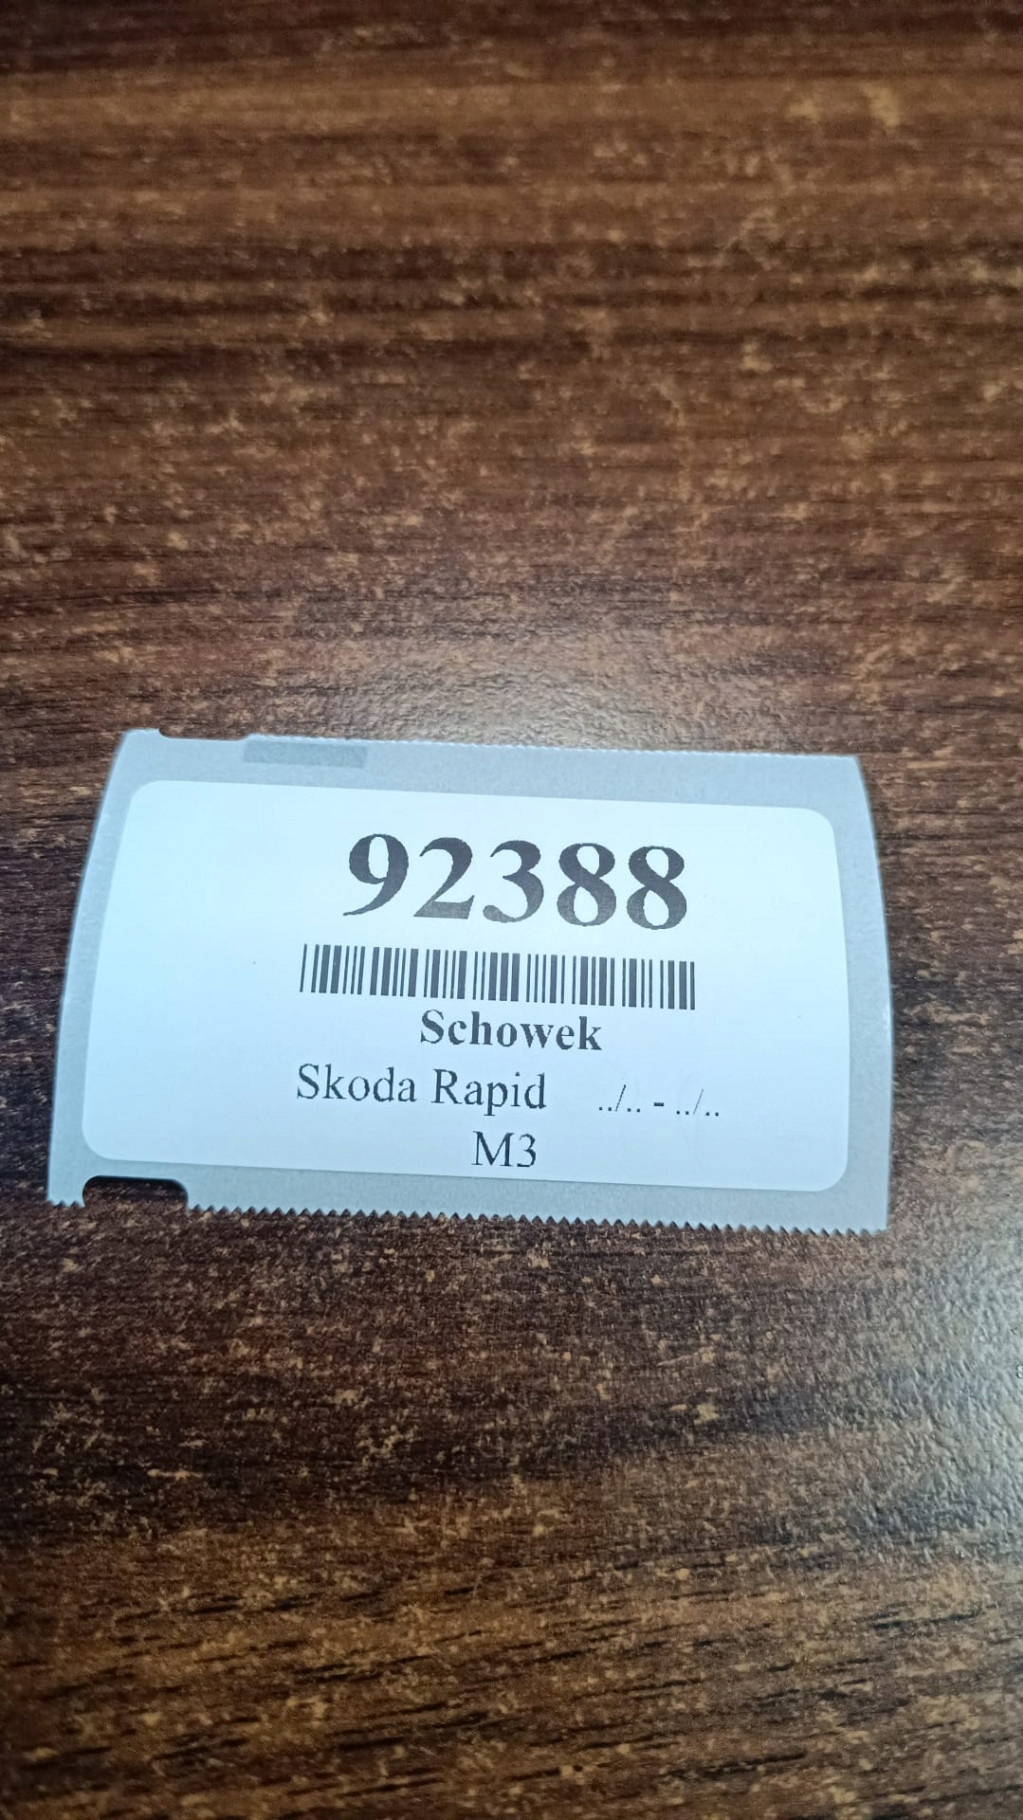 92388
Schowek
Skoda Rapid ../.. - ../..
M3